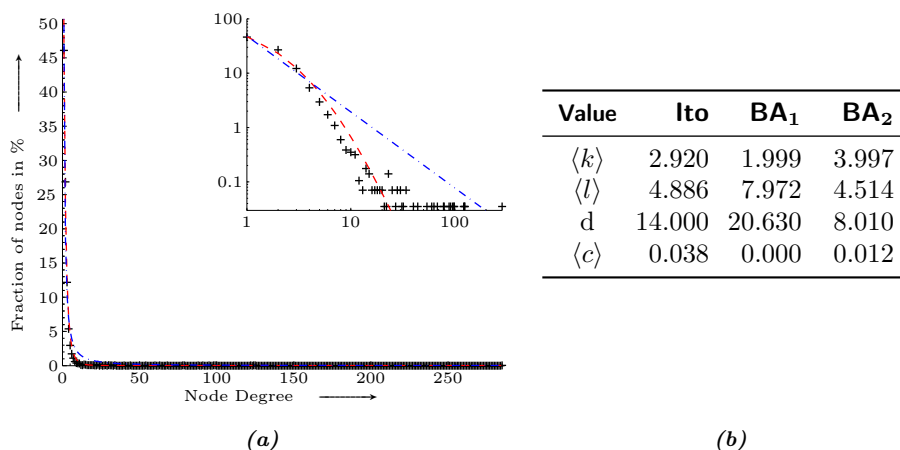 Fraction of nodes in %
50
45
40
35
30
25
20
15
10
5
0
0 50 100 150 200 250
Node Degree
100
10
1
0.1
1 10 100
(a)
Value Ito BA₁ BA₂
⟨k⟩ 2.920 1.999 3.997
⟨l⟩ 4.886 7.972 4.514
d 14.000 20.630 8.010
⟨c⟩ 0.038 0.000 0.012
(b)